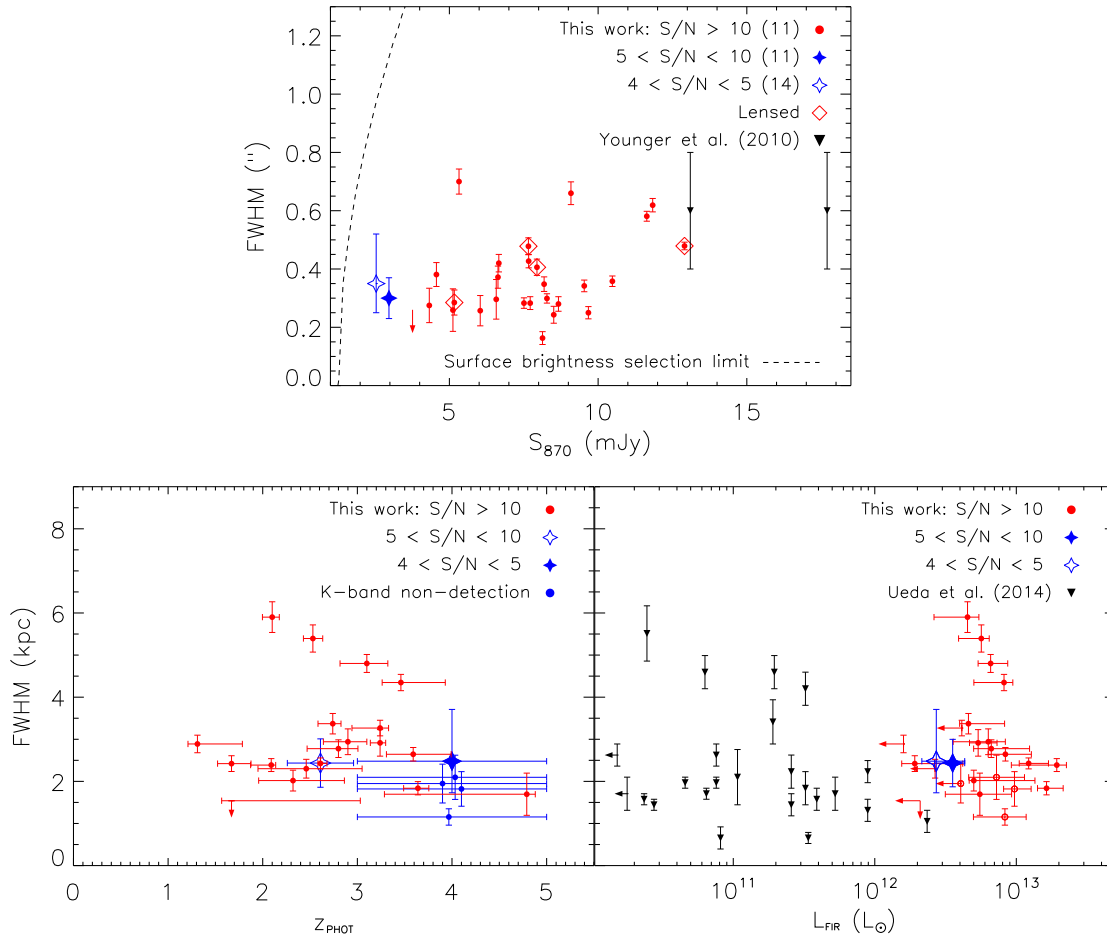 This work: S/N > 10 (11)
5 < S/N < 10 (11)
4 < S/N < 5 (14)
Lensed
Younger et al. (2010)
FWHM ('')
0.0
0.2
0.4
0.6
0.8
1.0
1.2
Surface brightness selection limit
5
10
15
S870 (mJy)
This work: S/N > 10
5 < S/N < 10
4 < S/N < 5
K-band non-detection
FWHM (kpc)
0
2
4
6
8
0
1
2
3
4
5
zPHOT
This work: S/N > 10
5 < S/N < 10
4 < S/N < 5
Ueda et al. (2014)
10^11
10^12
10^13
LFIR (L⊙)